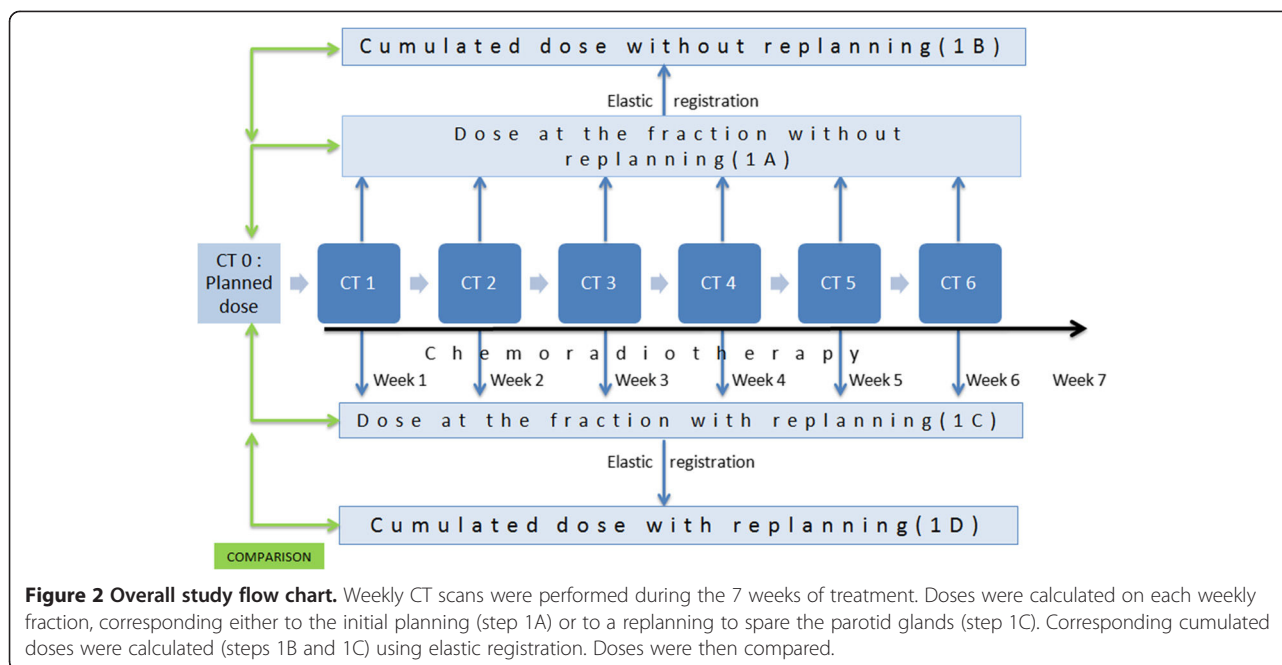 Cumulated dose without replanning(1B)
Elastic registration
Dose at the fraction without
replanning(1A)
CT 0 :
Planned
dose
CT 1
CT 2
CT 3
CT 4
CT 5
CT 6
Chemoradiotherapy
Week 1
Week 2
Week 3
Week 4
Week 5
Week 6
Week 7
Dose at the fraction with replanning(1C)
Elastic registration
Cumulated dose with replanning(1D)
COMPARISON
Figure 2 Overall study flow chart. Weekly CT scans were performed during the 7 weeks of treatment. Doses were calculated on each weekly
fraction, corresponding either to the initial planning (step 1A) or to a replanning to spare the parotid glands (step 1C). Corresponding cumulated
doses were calculated (steps 1B and 1C) using elastic registration. Doses were then compared.